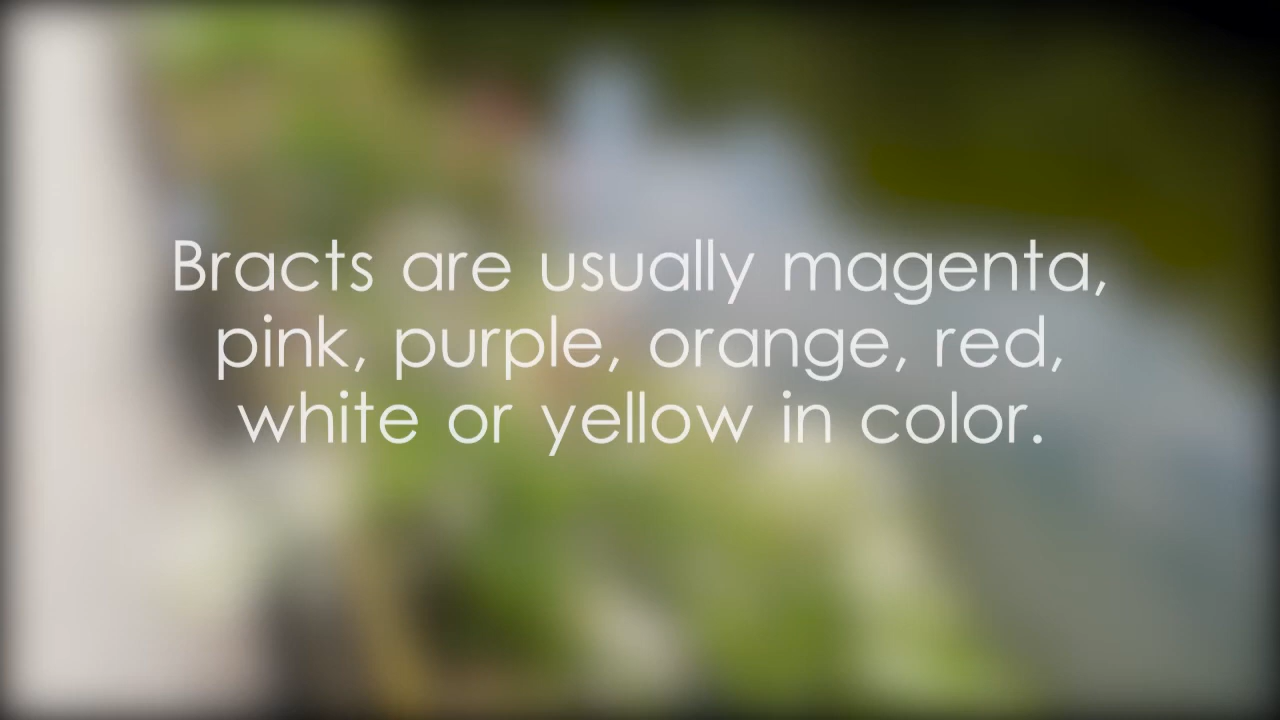 Bracts are usually magenta,
pink, purple, orange, red,
white or yellow in color.